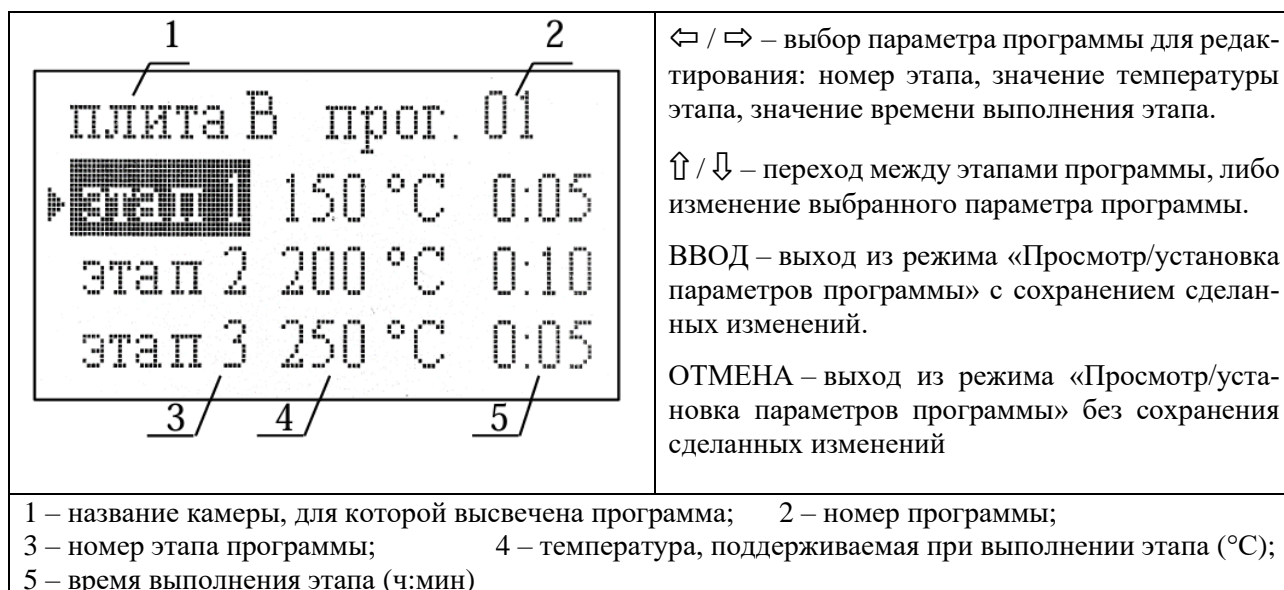 1
2
плита В прог. 01
этап 1 150 °C 0:05
этап 2 200 °C 0:10
этап 3 250 °C 0:05
3
4
5
⇦ / ⇨ – выбор параметра программы для редак-
тирования: номер этапа, значение температуры
этапа, значение времени выполнения этапа.
⇧ / ⇩ – переход между этапами программы, либо
изменение выбранного параметра программы.
ВВОД – выход из режима «Просмотр/установка
параметров программы» с сохранением сделан-
ных изменений.
ОТМЕНА – выход из режима «Просмотр/уста-
новка параметров программы» без сохранения
сделанных изменений
1 – название камеры, для которой высвечена программа; 2 – номер программы;
3 – номер этапа программы; 4 – температура, поддерживаемая при выполнении этапа (°C);
5 – время выполнения этапа (ч:мин)